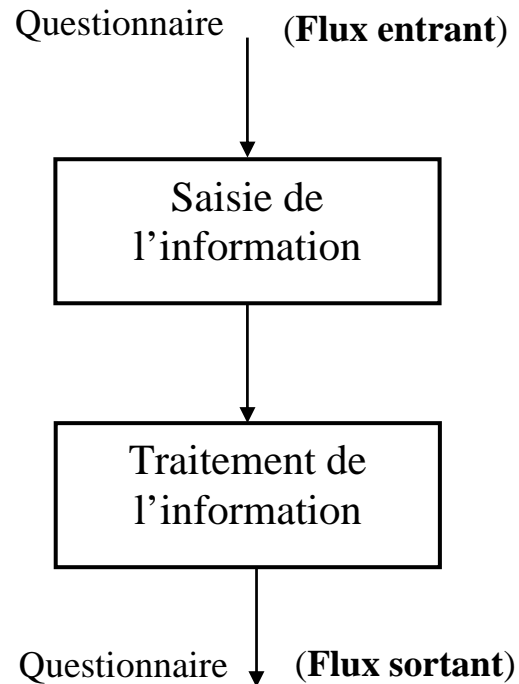 Questionnaire (Flux entrant)
Saisie de
l’information
Traitement de
l’information
Questionnaire (Flux sortant)